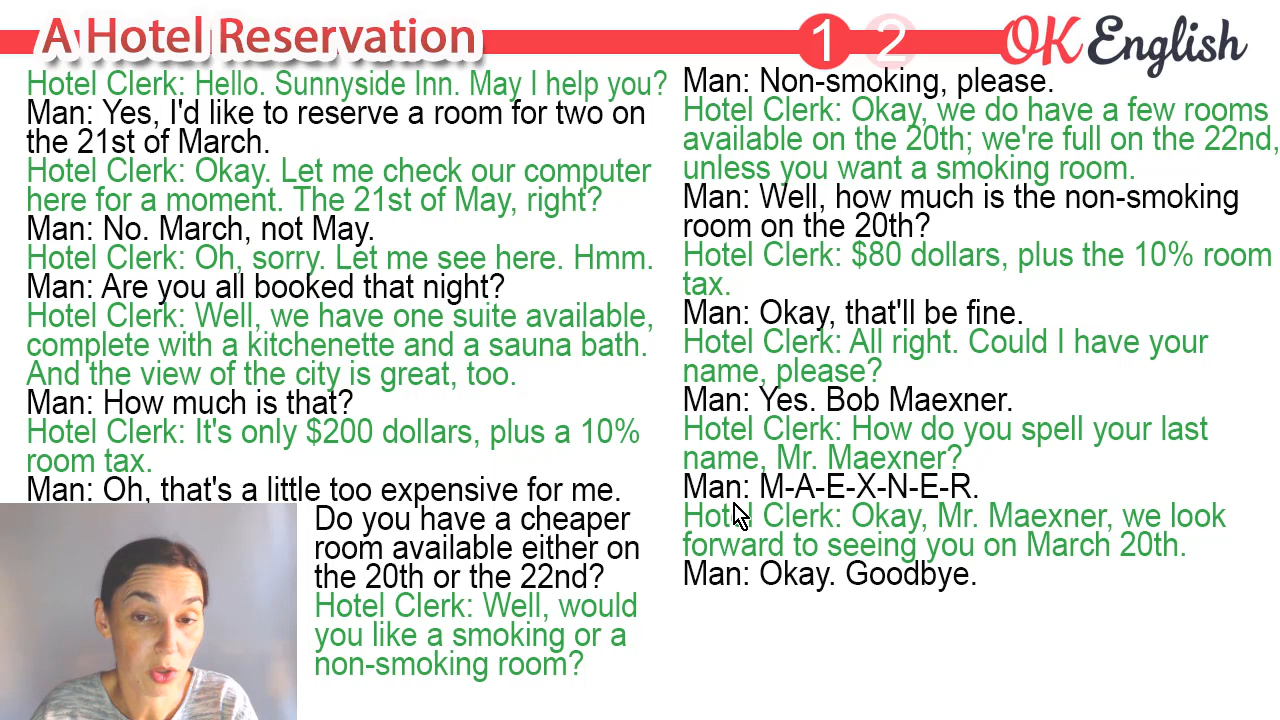 A Hotel Reservation
1 2
OK English
Hotel Clerk: Hello. Sunnyside Inn. May I help you?
Man: Yes, I'd like to reserve a room for two on
the 21st of March.
Hotel Clerk: Okay. Let me check our computer
here for a moment. The 21st of May, right?
Man: No. March, not May.
Hotel Clerk: Oh, sorry. Let me see here. Hmm.
Man: Are you all booked that night?
Hotel Clerk: Well, we have one suite available,
complete with a kitchenette and a sauna bath.
And the view of the city is great, too.
Man: How much is that?
Hotel Clerk: It's only $200 dollars, plus a 10%
room tax.
Man: Oh, that's a little too expensive for me.
Do you have a cheaper
room available either on
the 20th or the 22nd?
Hotel Clerk: Well, would
you like a smoking or a
non-smoking room?
Man: Non-smoking, please.
Hotel Clerk: Okay, we do have a few rooms
available on the 20th; we're full on the 22nd,
unless you want a smoking room.
Man: Well, how much is the non-smoking
room on the 20th?
Hotel Clerk: $80 dollars, plus the 10% room
tax.
Man: Okay, that'll be fine.
Hotel Clerk: All right. Could I have your
name, please?
Man: Yes. Bob Maexner.
Hotel Clerk: How do you spell your last
name, Mr. Maexner?
Man: M-A-E-X-N-E-R.
Hotel Clerk: Okay, Mr. Maexner, we look
forward to seeing you on March 20th.
Man: Okay. Goodbye.